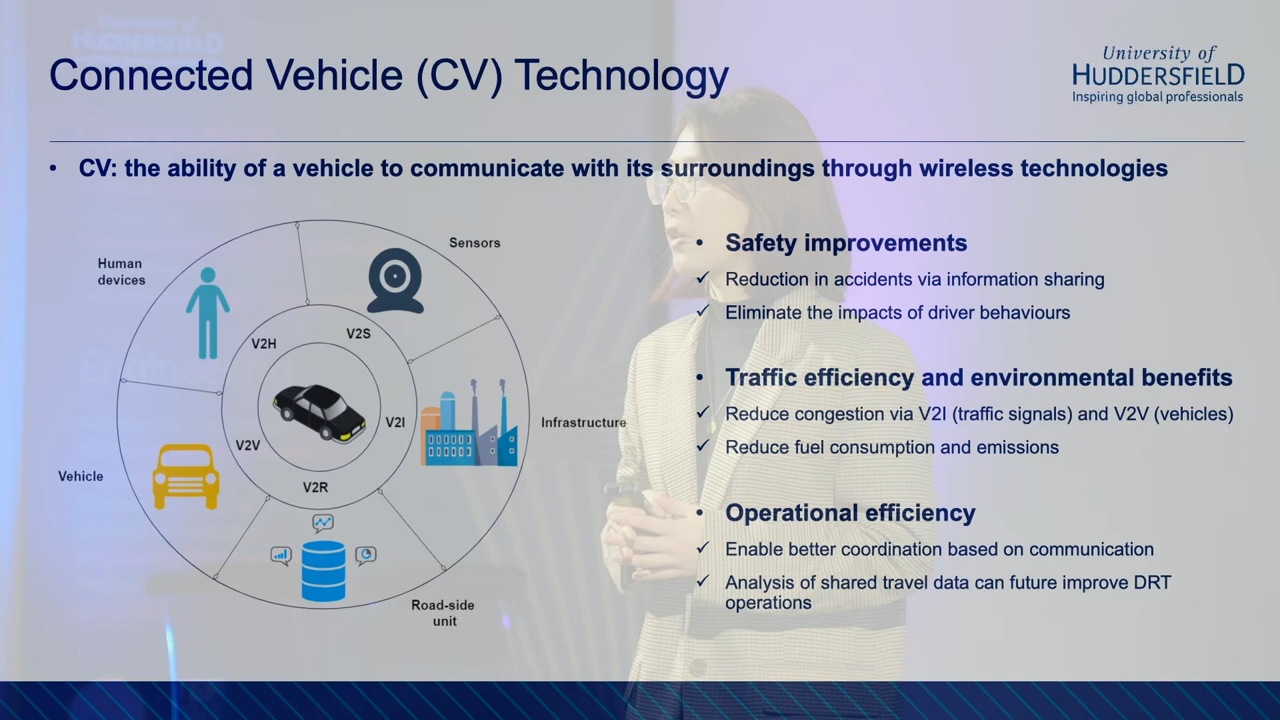 University of
HUDDERSFIELD
Connected Vehicle (CV) Technology
University of
HUDDERSFIELD
Inspiring global professionals
• CV: the ability of a vehicle to communicate with its surroundings through wireless technologies
Human
devices
Sensors
V2H
V2S
V2I
V2V
V2R
Infrastructure
Vehicle
Road-side
unit
• Safety improvements
✓ Reduction in accidents via information sharing
✓ Eliminate the impacts of driver behaviours
• Traffic efficiency and environmental benefits
✓ Reduce congestion via V2I (traffic signals) and V2V (vehicles)
✓ Reduce fuel consumption and emissions
• Operational efficiency
✓ Enable better coordination based on communication
✓ Analysis of shared travel data can future improve DRT
operations